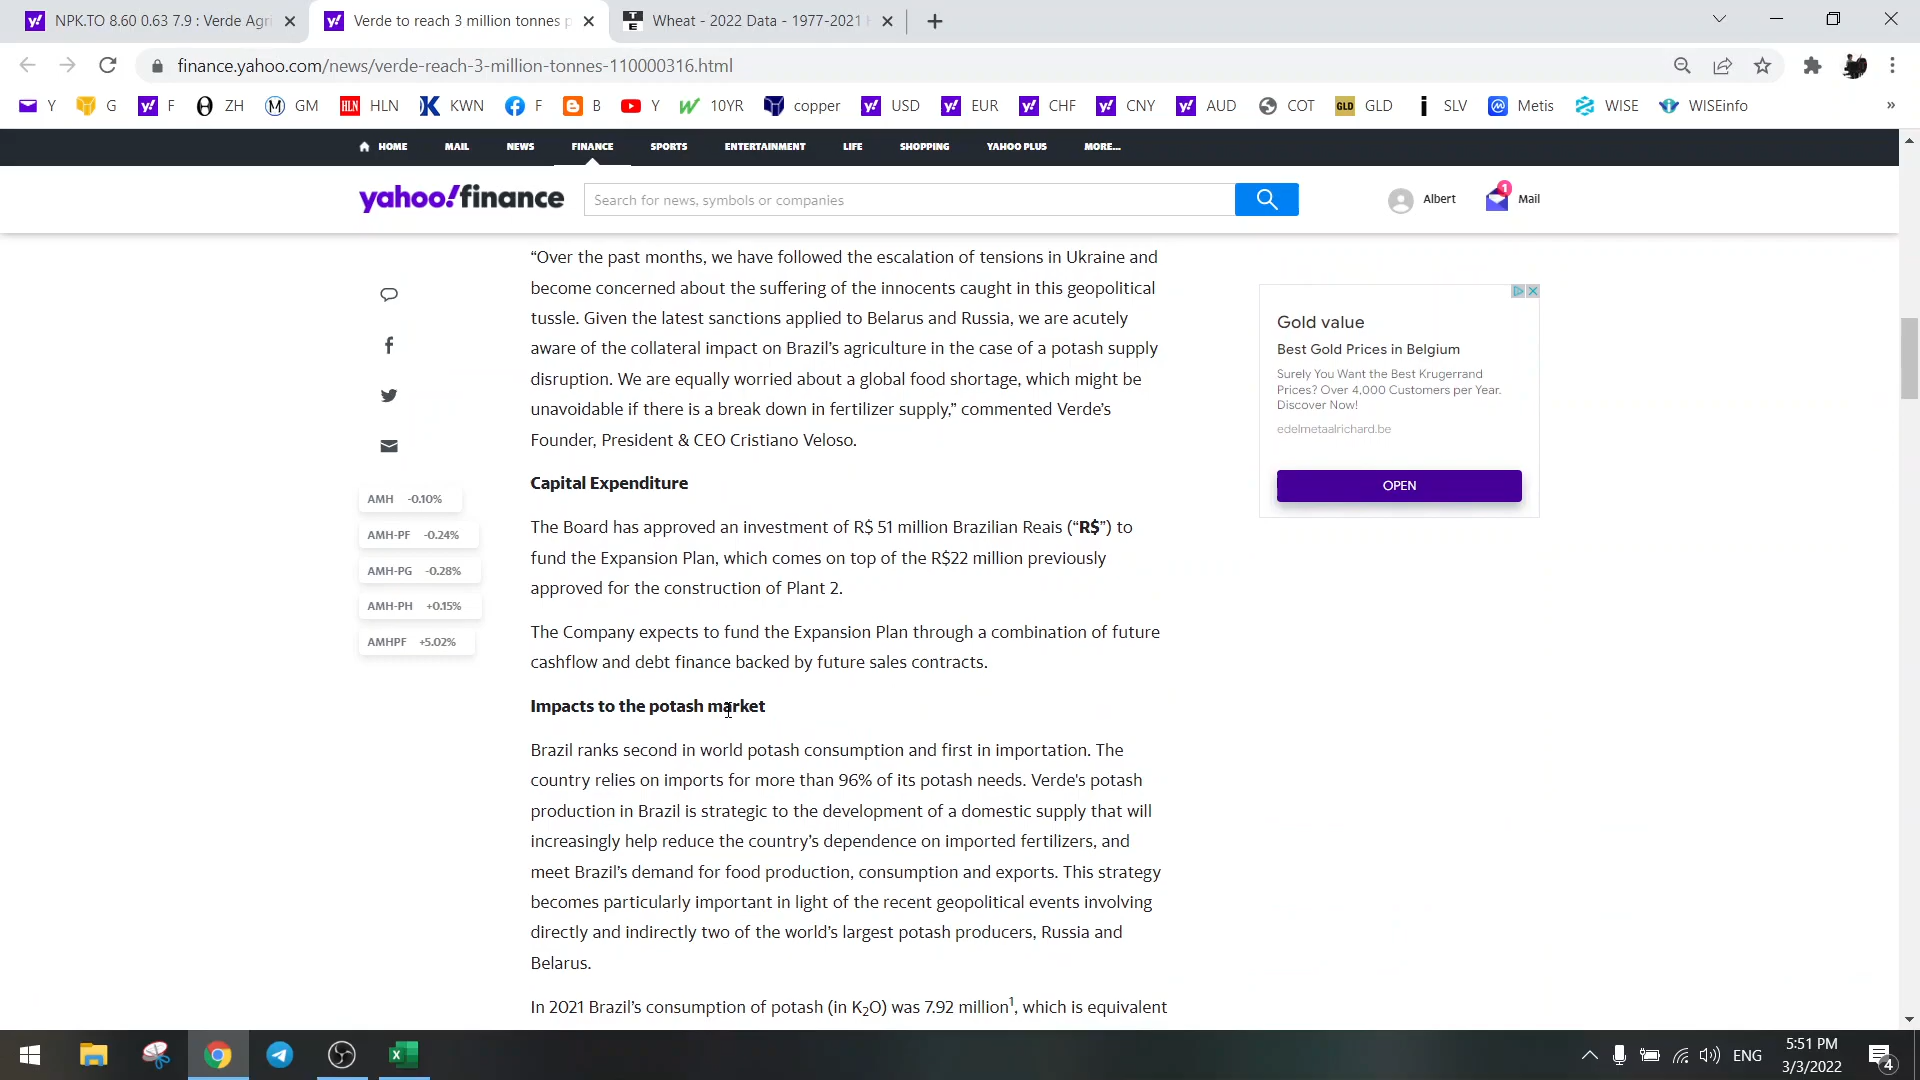 NPK.TO 8.60 0.63 7.9 : Verde Agri
Verde to reach 3 million tonnes p
Wheat - 2022 Data - 1977-2021 H
finance.yahoo.com/news/verde-reach-3-million-tonnes-110000316.html
Y G F ZH GM HLN KWN F B Y 10YR copper USD EUR CHF CNY AUD COT GLD SLV Metis WISE WISEinfo »
HOME MAIL NEWS FINANCE SPORTS ENTERTAINMENT LIFE SHOPPING YAHOO PLUS MORE...
yahoo!finance
Search for news, symbols or companies
Albert
1
Mail
“Over the past months, we have followed the escalation of tensions in Ukraine and
become concerned about the suffering of the innocents caught in this geopolitical
tussle. Given the latest sanctions applied to Belarus and Russia, we are acutely
aware of the collateral impact on Brazil’s agriculture in the case of a potash supply
disruption. We are equally worried about a global food shortage, which might be
unavoidable if there is a break down in fertilizer supply,” commented Verde’s
Founder, President & CEO Cristiano Veloso.
Capital Expenditure
The Board has approved an investment of R$ 51 million Brazilian Reais (“R$”) to
fund the Expansion Plan, which comes on top of the R$22 million previously
approved for the construction of Plant 2.
The Company expects to fund the Expansion Plan through a combination of future
cashflow and debt finance backed by future sales contracts.
Impacts to the potash market
Brazil ranks second in world potash consumption and first in importation. The
country relies on imports for more than 96% of its potash needs. Verde's potash
production in Brazil is strategic to the development of a domestic supply that will
increasingly help reduce the country’s dependence on imported fertilizers, and
meet Brazil’s demand for food production, consumption and exports. This strategy
becomes particularly important in light of the recent geopolitical events involving
directly and indirectly two of the world’s largest potash producers, Russia and
Belarus.
In 2021 Brazil’s consumption of potash (in K₂O) was 7.92 million¹, which is equivalent
AMH -0.10%
AMH-PF -0.24%
AMH-PG -0.28%
AMH-PH +0.15%
AMHPF +5.02%
Gold value
Best Gold Prices in Belgium
Surely You Want the Best Krugerrand
Prices? Over 4,000 Customers per Year.
Discover Now!
edelmetaalrichard.be
OPEN
ENG
5:51 PM
3/3/2022
4